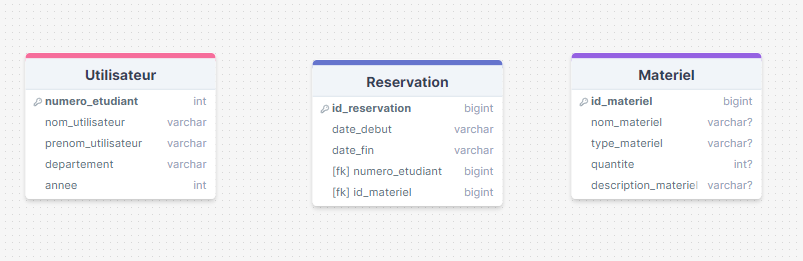 Utilisateur
numero_etudiant int
nom_utilisateur varchar
prenom_utilisateur varchar
departement varchar
annee int
Reservation
id_reservation bigint
date_debut varchar
date_fin varchar
[fk] numero_etudiant bigint
[fk] id_materiel bigint
Materiel
id_materiel bigint
nom_materiel varchar?
type_materiel varchar?
quantite int?
description_materiel varchar?